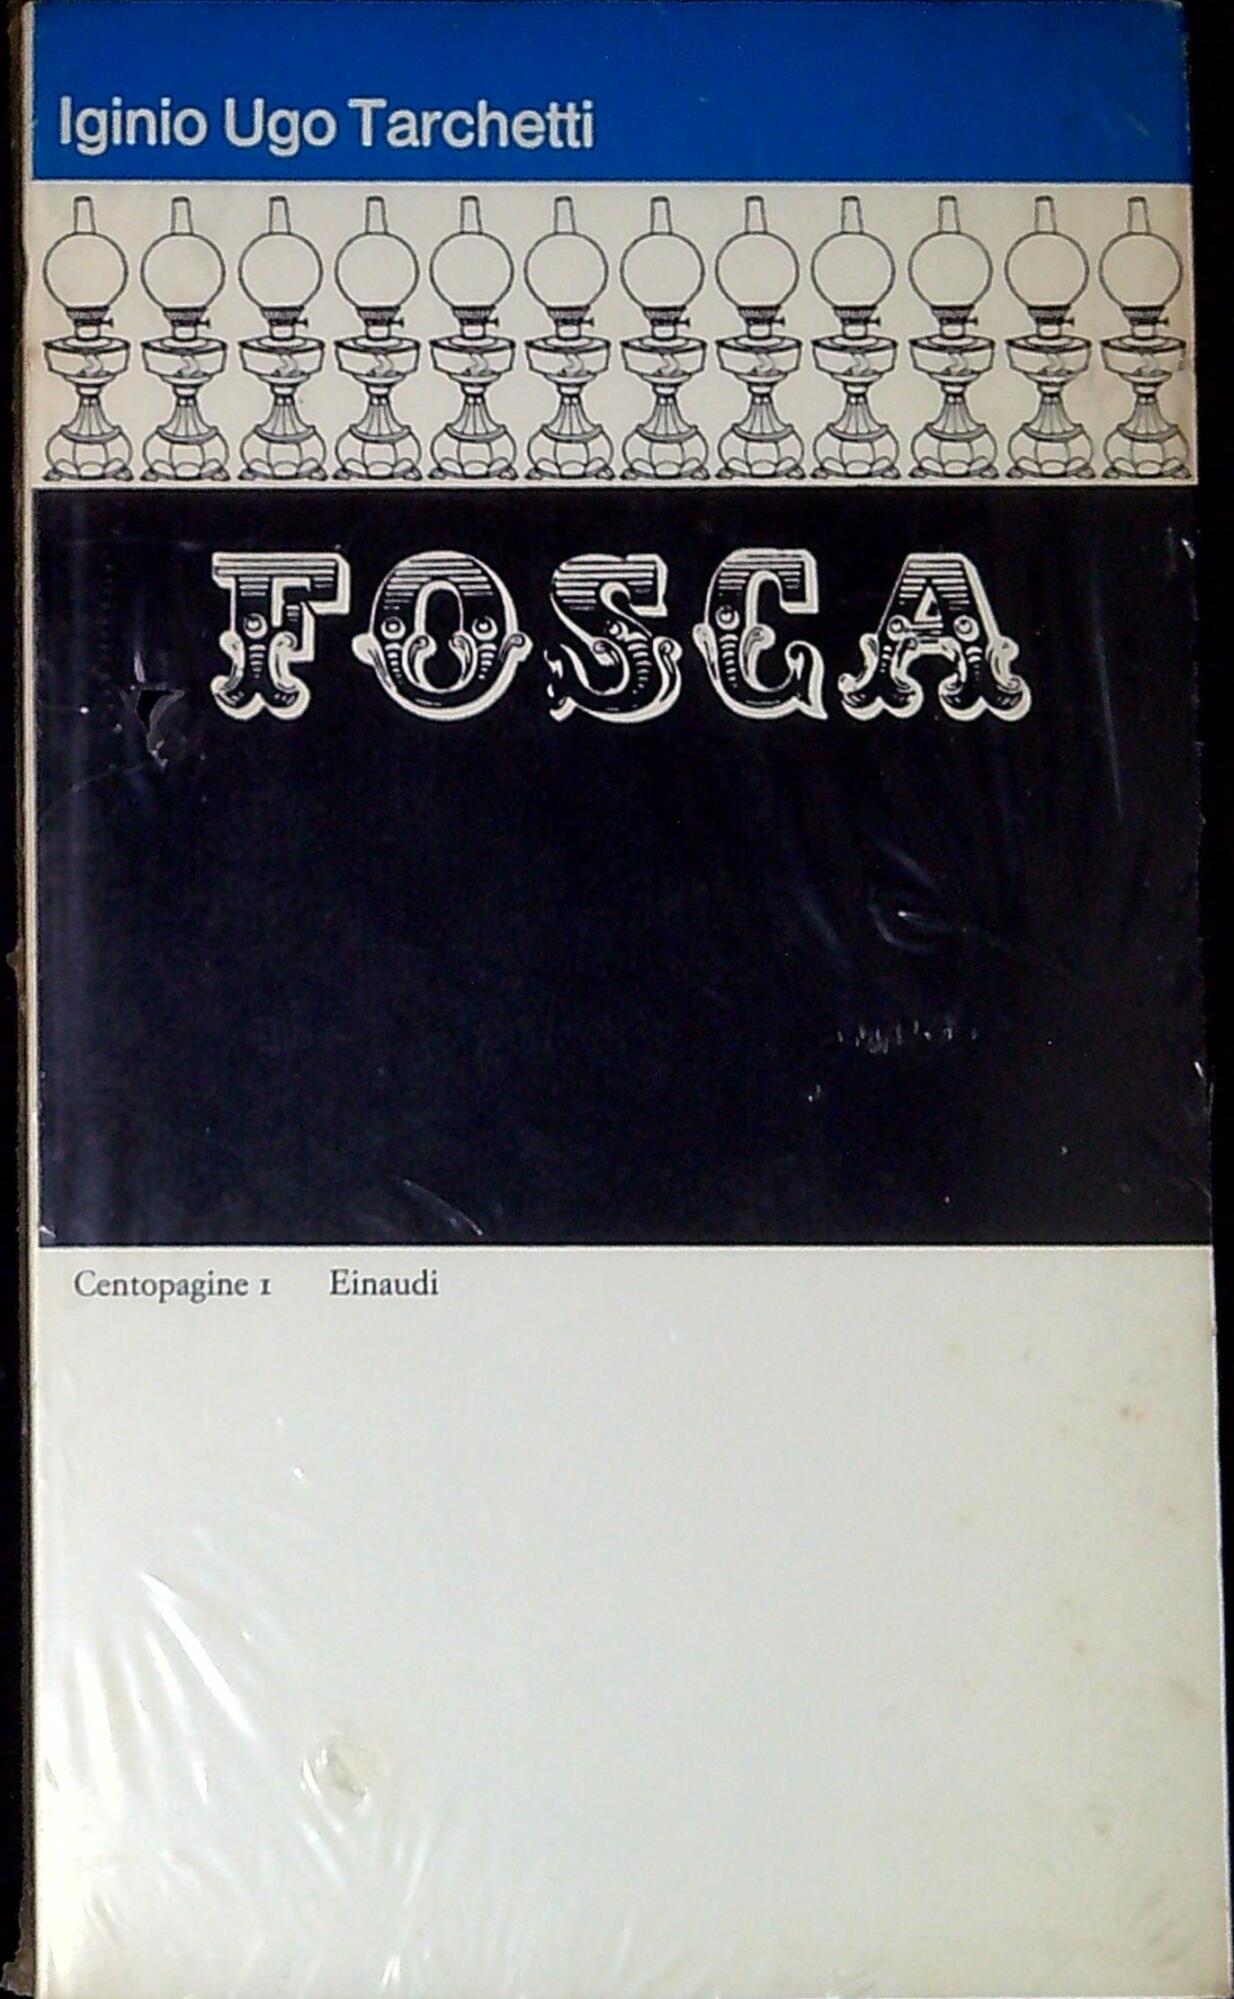 Iginio Ugo Tarchetti
FOSCA
Centopagine 1 Einaudi